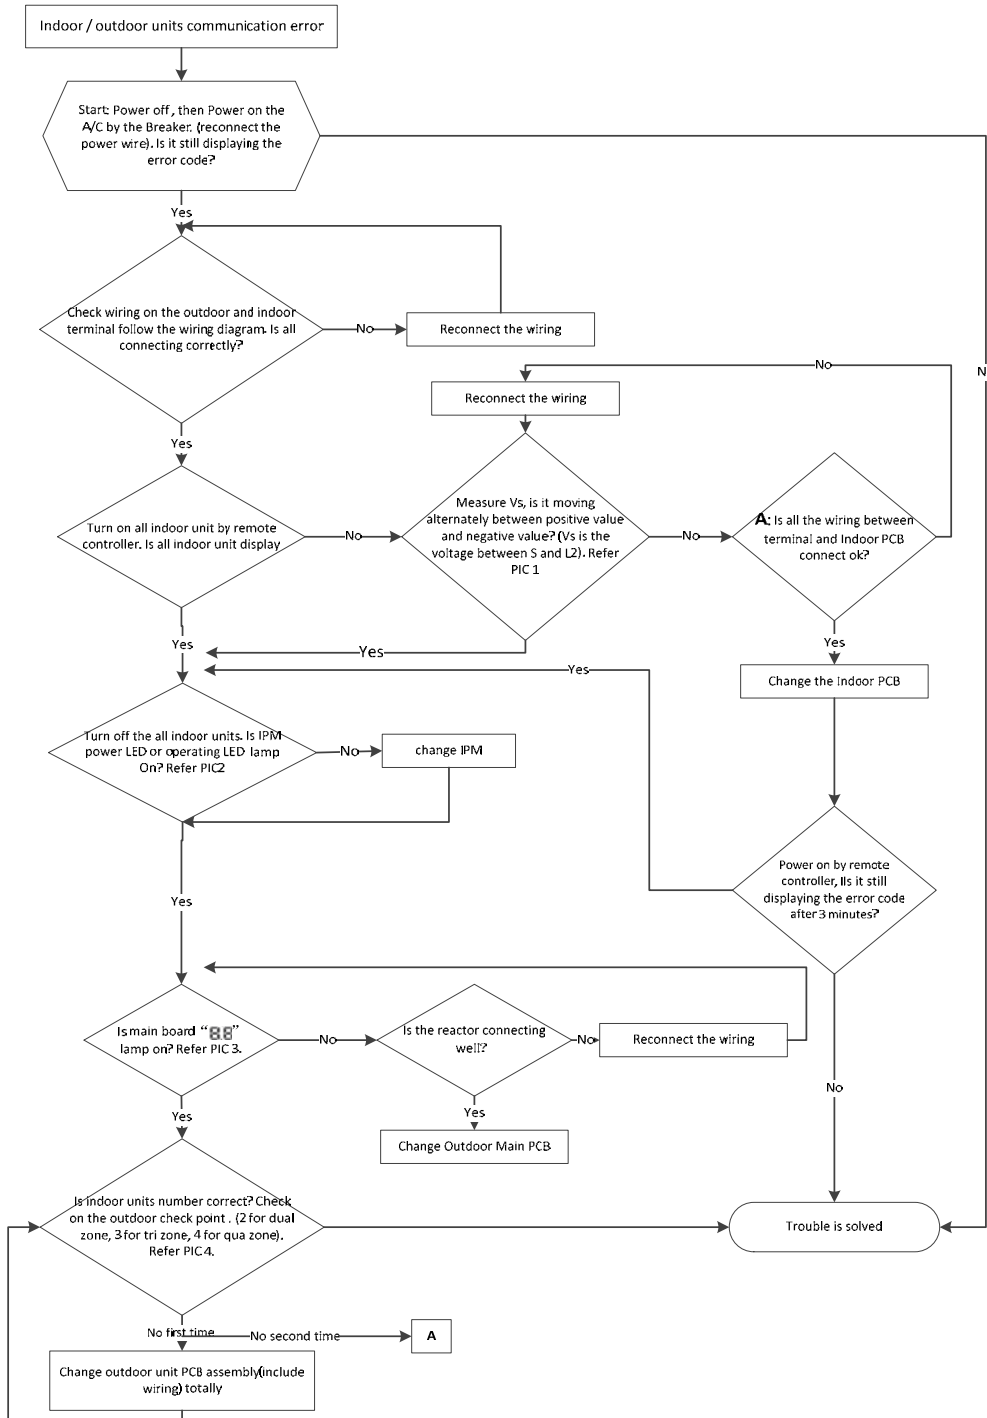 Indoor / outdoor units communication error
Start: Power off, then Power on the
A/C by the Breaker. (reconnect the
power wire). Is it still displaying the
error code?
Yes
Check wiring on the outdoor and indoor
terminal follow the wiring diagram. Is all
connecting correctly?
No
Reconnect the wiring
N
No
Reconnect the wiring
Yes
Turn on all indoor unit by remote
controller. Is all indoor unit display
No
Measure Vs, is it moving
alternately between positive value
and negative value? (Vs is the
voltage between S and L2). Refer
PIC 1
No
A: Is all the wiring between
terminal and Indoor PCB
connect ok?
Yes
Yes
Yes
Yes
Change the Indoor PCB
Turn off the all indoor units. Is IPM
power LED or operating LED lamp
On? Refer PIC2
No
change IPM
Power on by remote
controller, IIs it still
displaying the error code
after 3 minutes?
Yes
Is main board “8.8”
lamp on? Refer PIC 3.
No
Is the reactor connecting
well?
No
Reconnect the wiring
No
Yes
Yes
Change Outdoor Main PCB
Is indoor units number correct? Check
on the outdoor check point . (2 for dual
zone, 3 for tri zone, 4 for qua zone).
Refer PIC 4.
Trouble is solved
No first time
No second time
A
Change outdoor unit PCB assembly(include
wiring) totally